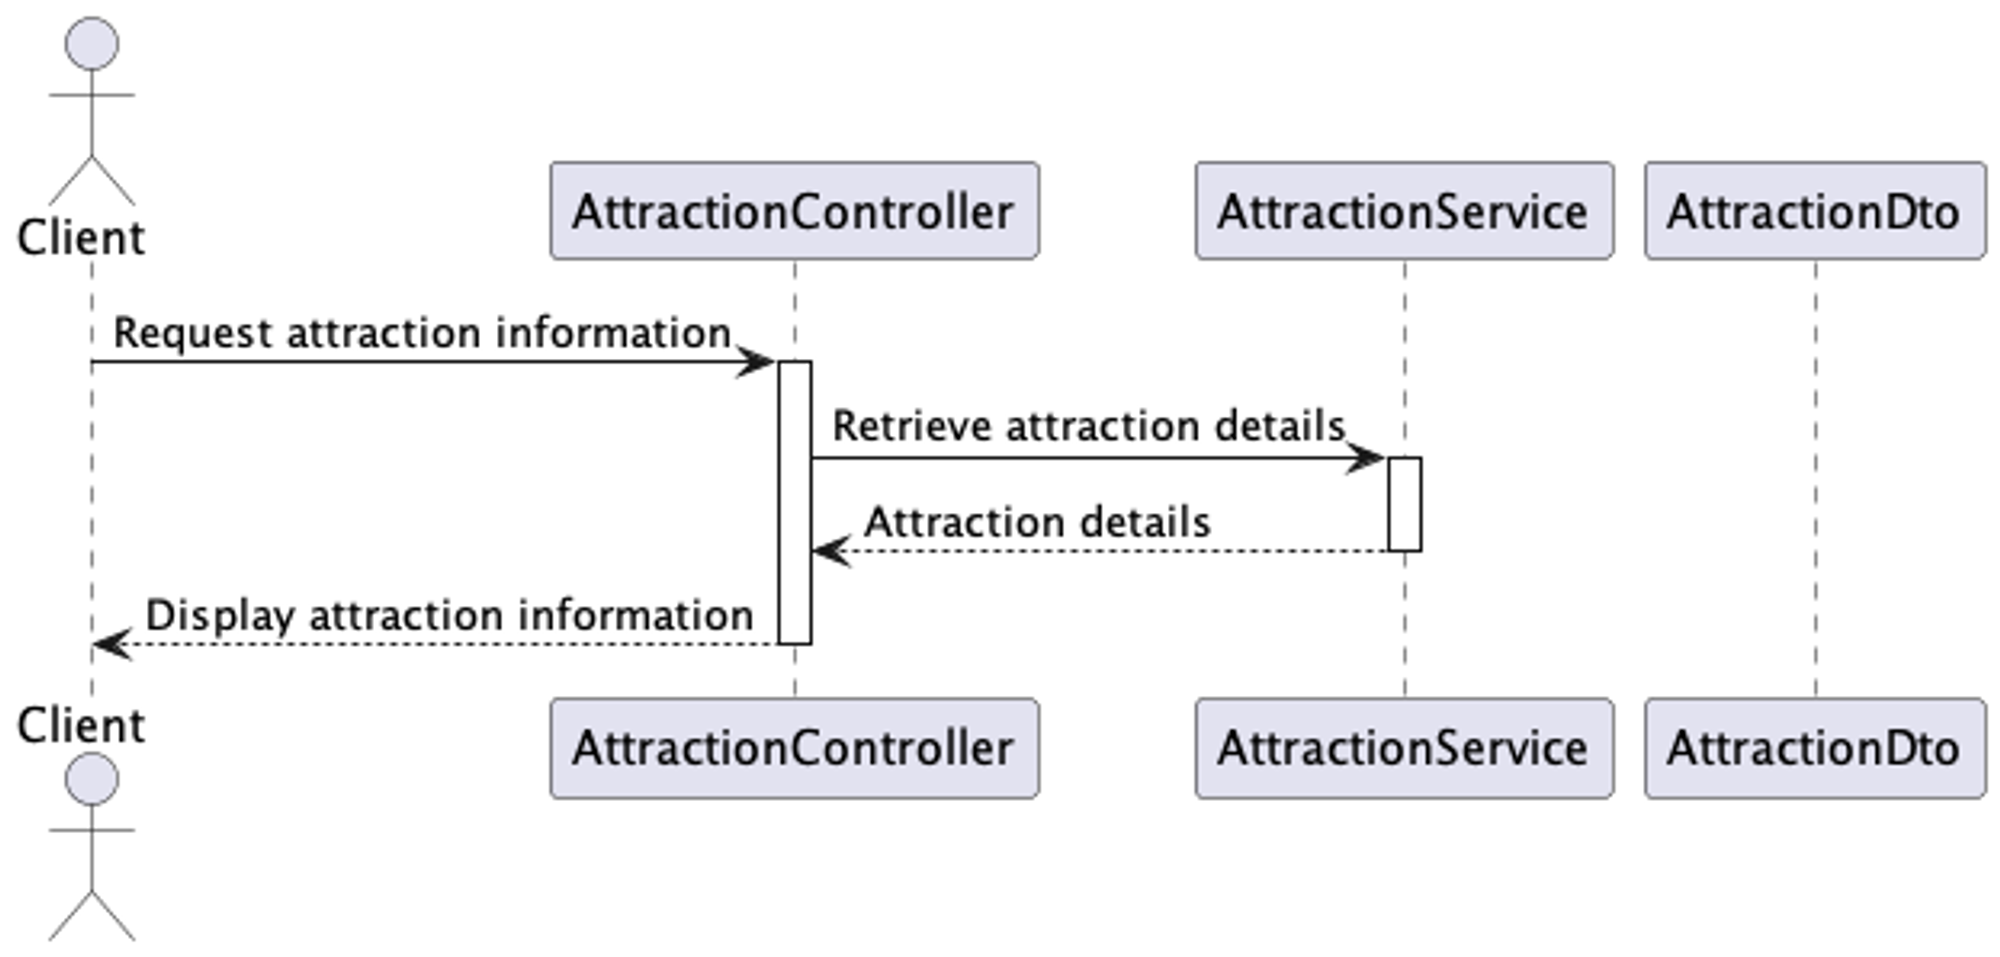 Client
AttractionController
AttractionService
AttractionDto
Request attraction information
Retrieve attraction details
Attraction details
Display attraction information
Client
AttractionController
AttractionService
AttractionDto